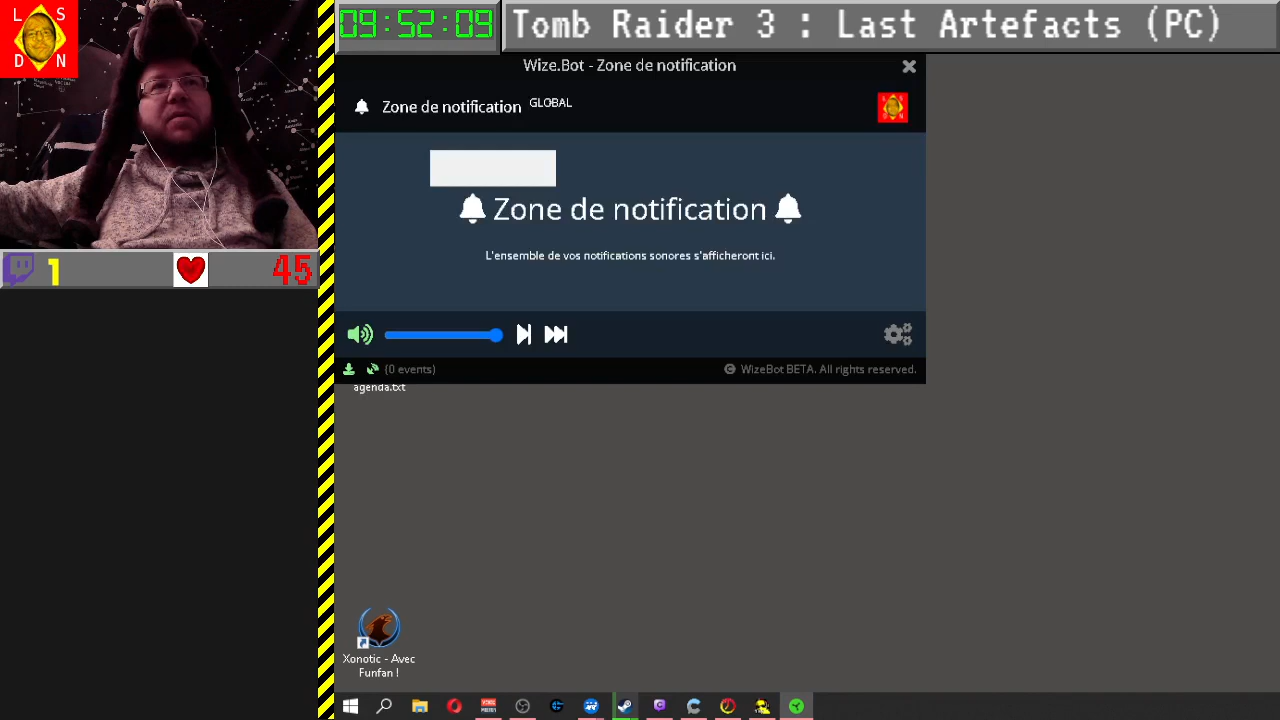 L S
D N
09:52:09
Tomb Raider 3 : Last Artefacts (PC)
Wize.Bot - Zone de notification
Zone de notification GLOBAL
Zone de notification
L'ensemble de vos notifications sonores s'afficheront ici.
1
45
(0 events)
WizeBot BETA. All rights reserved.
agenda.txt
Xonotic - Avec
Funfan !